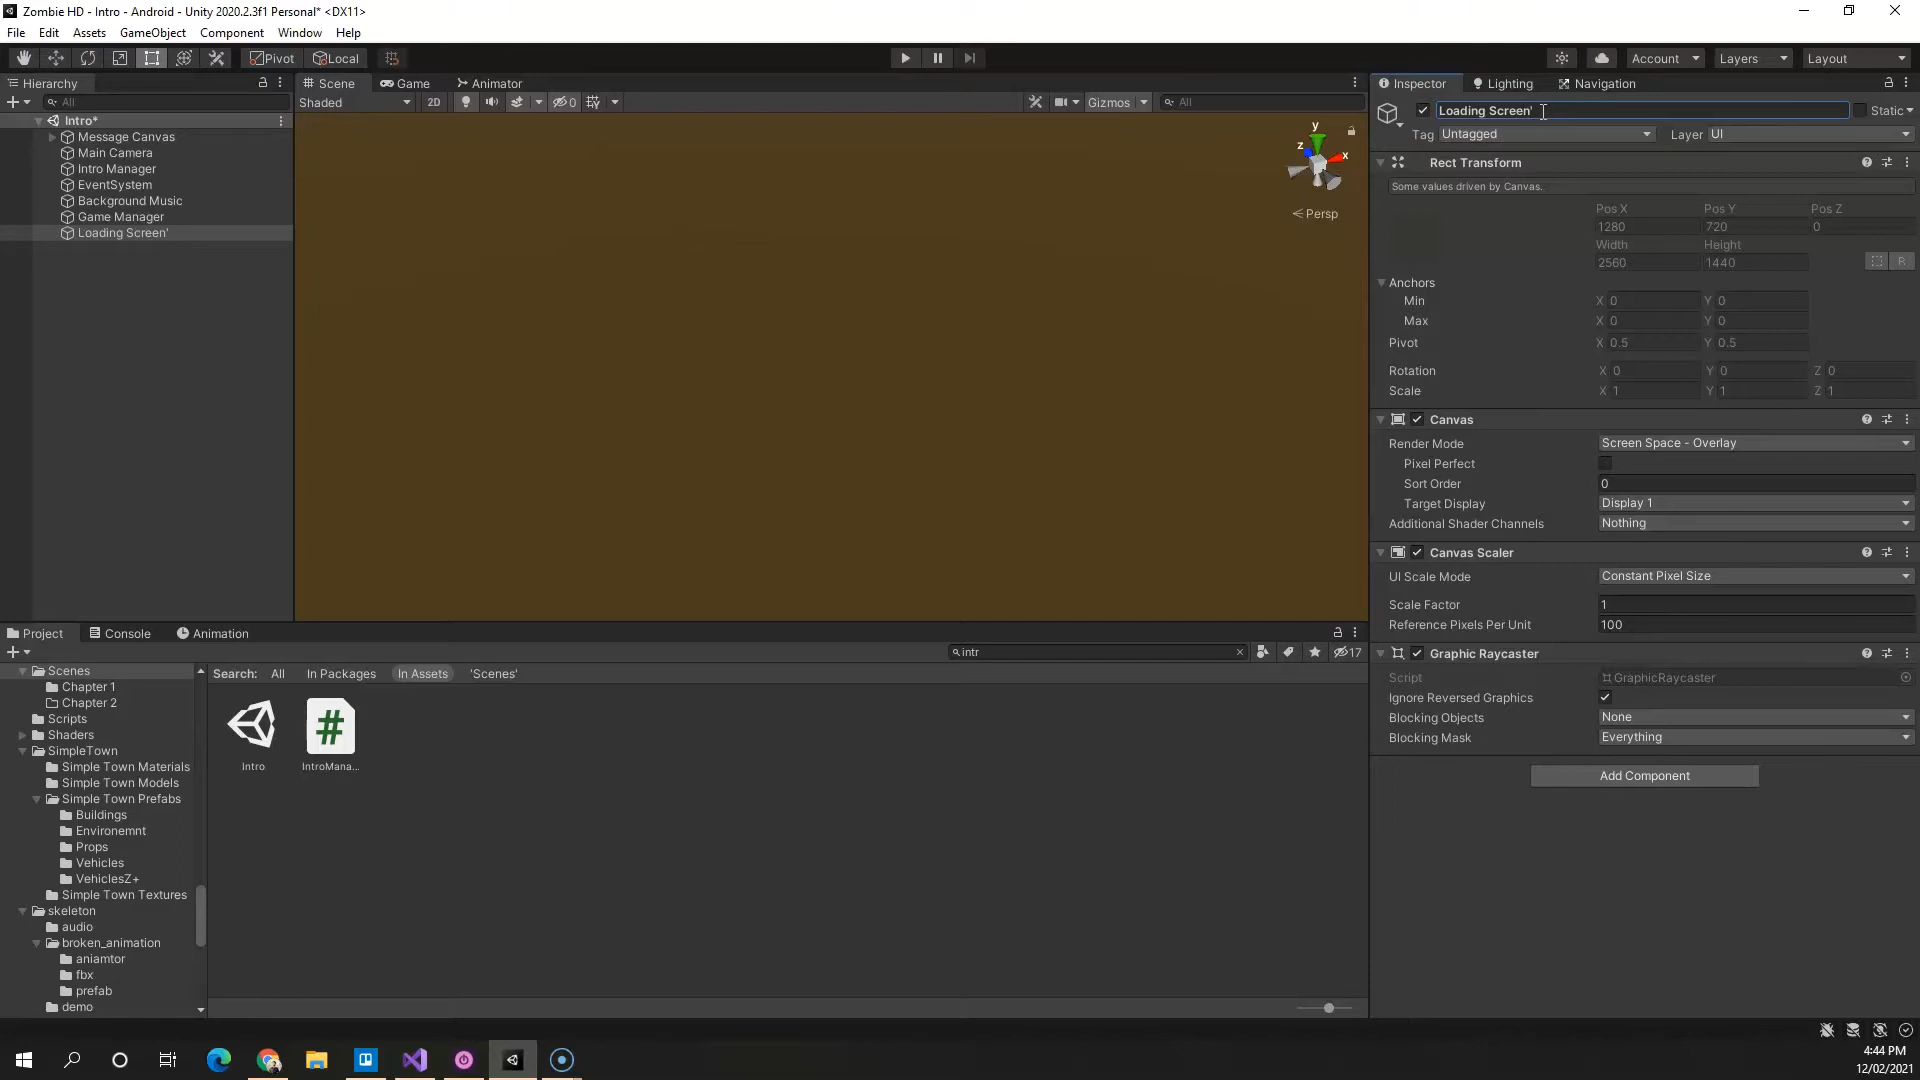 Zombie HD - Intro - Android - Unity 2020.2.3f1 Personal* <DX11>
File Edit Assets GameObject Component Window Help
Pivot Local Account Layers Layout
Hierarchy
All
Intro*
Message Canvas
Main Camera
Intro Manager
EventSystem
Background Music
Game Manager
Loading Screen'
Scene Game Animator
Shaded 2D 0 Gizmos All
y
z x
Persp
Inspector Lighting Navigation
Loading Screen' Static
Tag Untagged Layer UI
Rect Transform
Some values driven by Canvas.
Pos X Pos Y Pos Z
1280 720 0
Width Height
2560 1440 R
Anchors
Min X 0 Y 0
Max X 0 Y 0
Pivot X 0.5 Y 0.5
Rotation X 0 Y 0 Z 0
Scale X 1 Y 1 Z 1
Canvas
Render Mode Screen Space - Overlay
Pixel Perfect
Sort Order 0
Target Display Display 1
Additional Shader Channels Nothing
Canvas Scaler
UI Scale Mode Constant Pixel Size
Scale Factor 1
Reference Pixels Per Unit 100
Graphic Raycaster
Script GraphicRaycaster
Ignore Reversed Graphics
Blocking Objects None
Blocking Mask Everything
Add Component
Project Console Animation
intr 17
Search: All In Packages In Assets 'Scenes'
Scenes
Chapter 1
Chapter 2
Scripts
Shaders
SimpleTown
Simple Town Materials
Simple Town Models
Simple Town Prefabs
Buildings
Environemnt
Props
Vehicles
VehiclesZ+
Simple Town Textures
skeleton
audio
broken_animation
aniamtor
fbx
prefab
demo
Intro IntroMana...
4:44 PM
12/02/2021